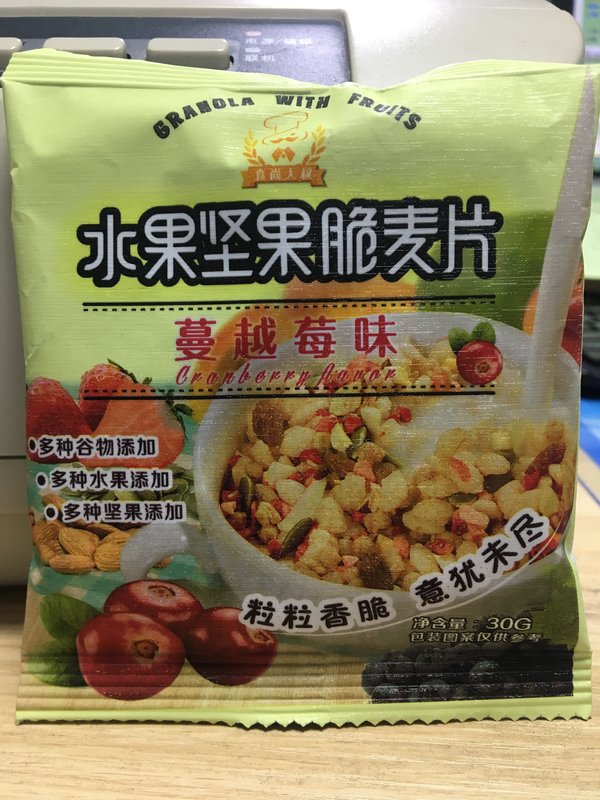 联机
GRANOLA WITH FRUITS
食尚大叔
水果坚果脆麦片
蔓越莓味
Cranberry flavor
•多种谷物添加
•多种水果添加
•多种坚果添加
粒粒香脆 意犹未尽
净含量：30G
包装图案仅供参考